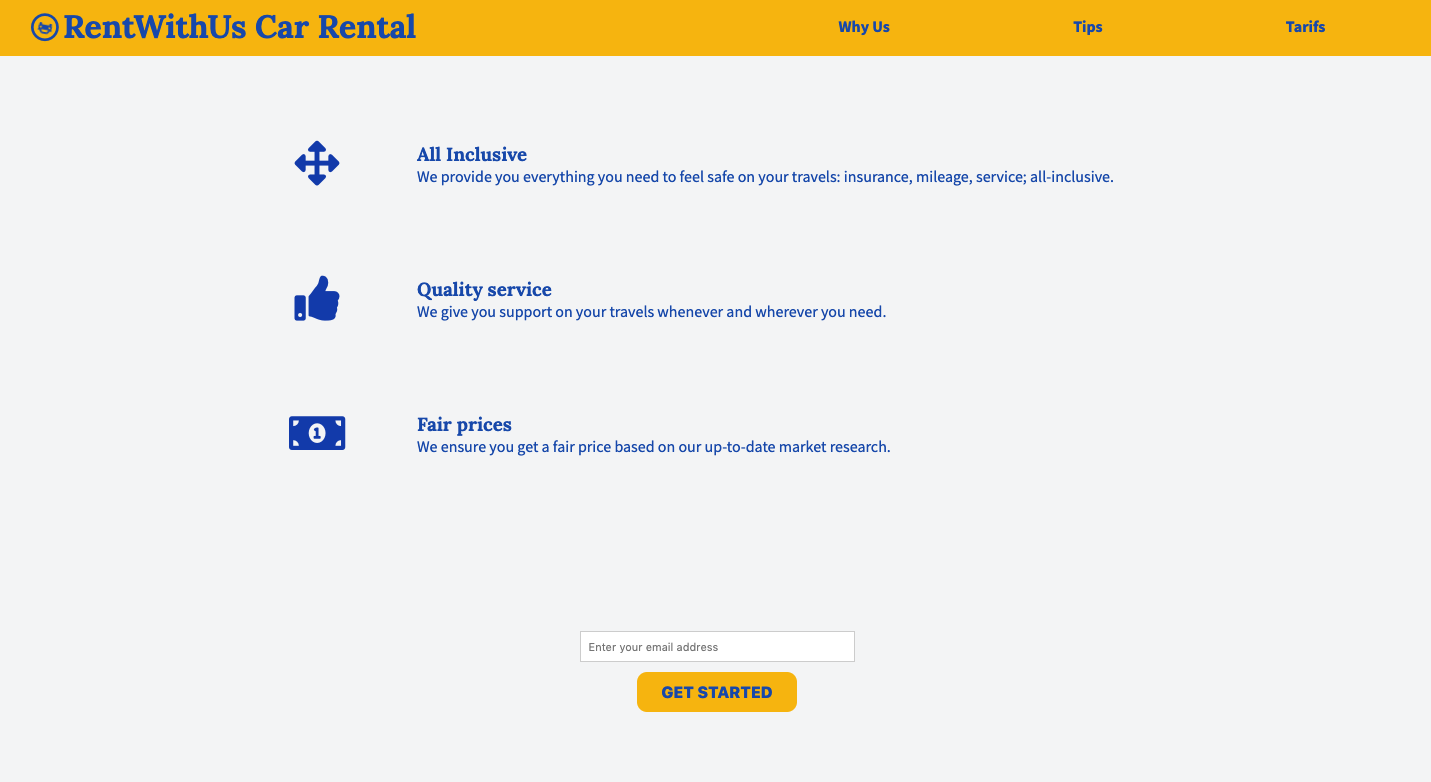 RentWithUs Car Rental
Why Us
Tips
Tarifs
All Inclusive
We provide you everything you need to feel safe on your travels: insurance, mileage, service; all-inclusive.
Quality service
We give you support on your travels whenever and wherever you need.
1
Fair prices
We ensure you get a fair price based on our up-to-date market research.
Enter your email address
GET STARTED